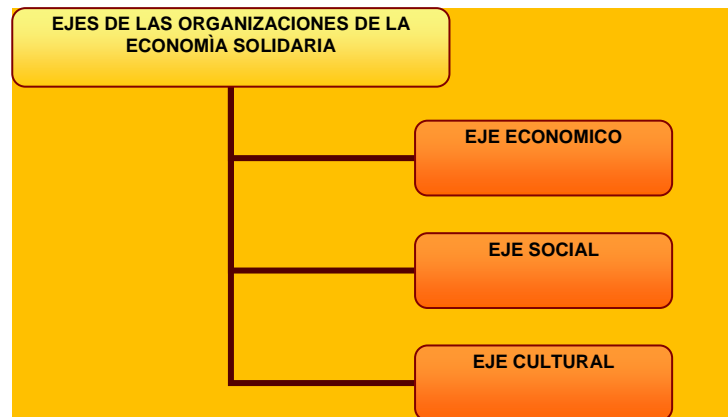 EJES DE LAS ORGANIZACIONES DE LA
ECONOMÌA SOLIDARIA
EJE ECONOMICO
EJE SOCIAL
EJE CULTURAL